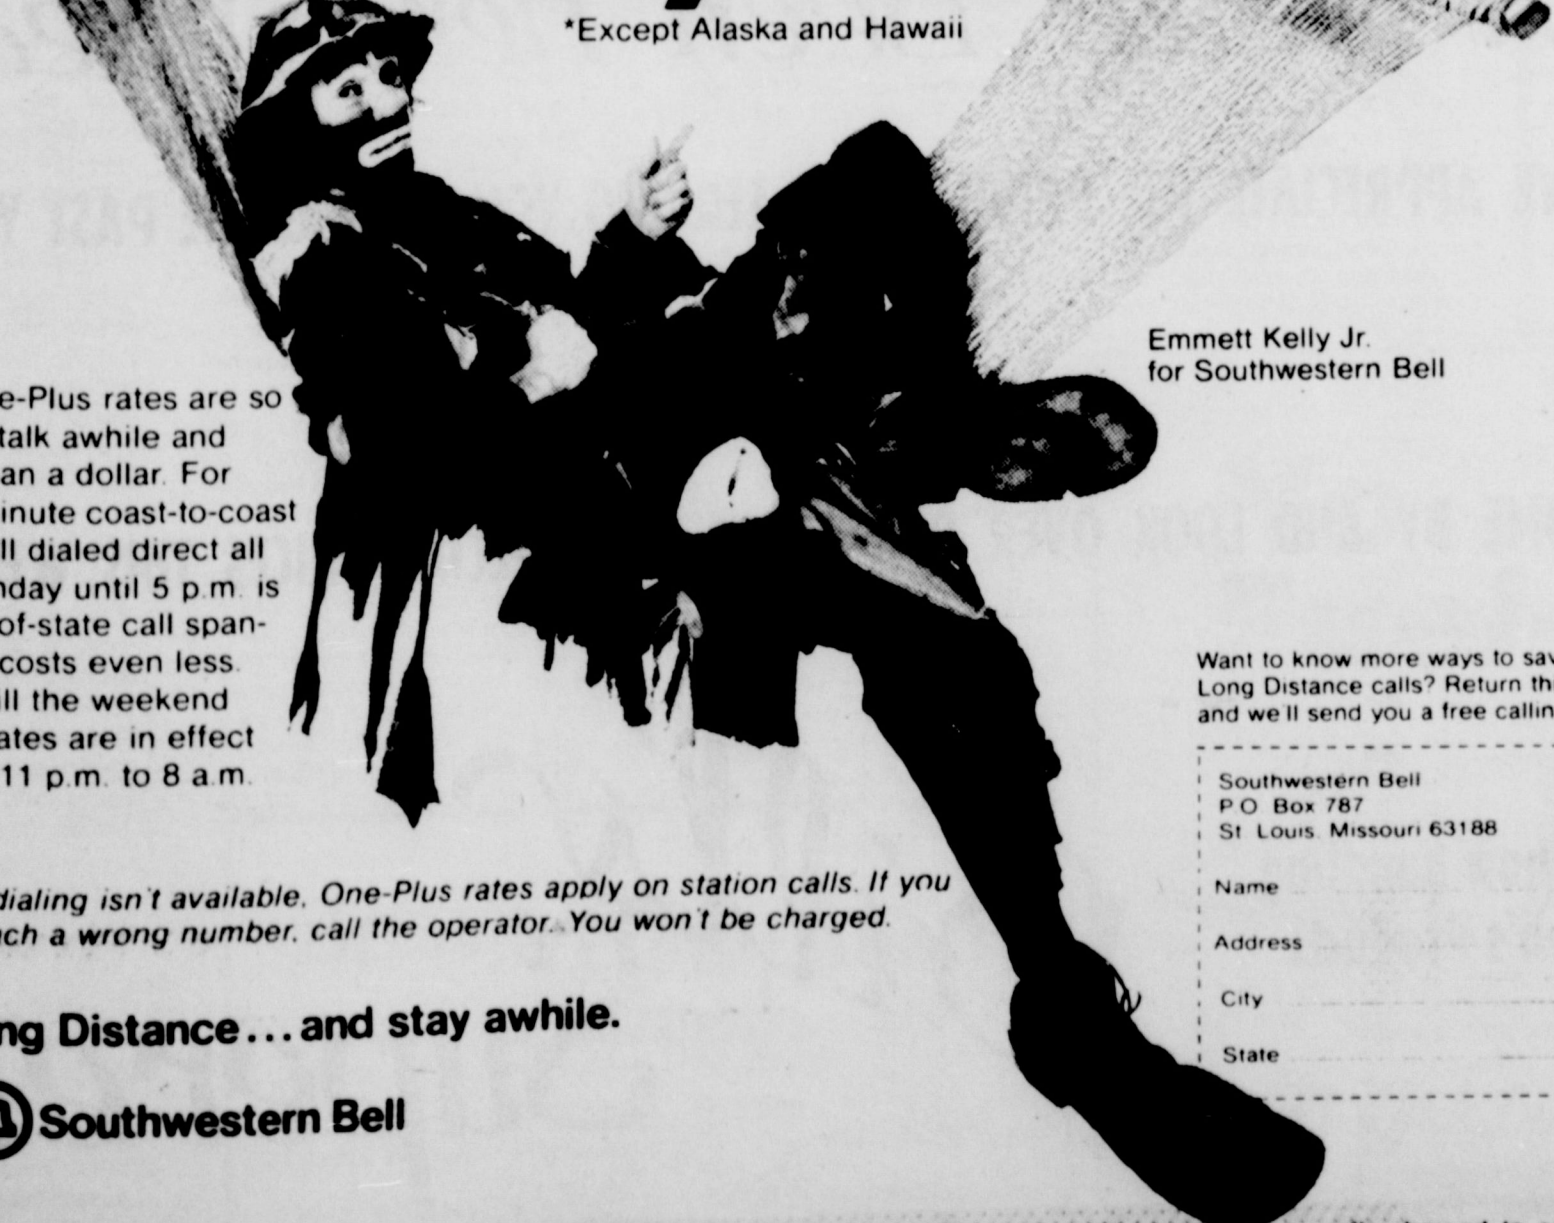 *Except Alaska and Hawaii
Emmett Kelly Jr.
for Southwestern Bell
e-Plus rates are so
talk awhile and
an a dollar. For
inute coast-to-coast
ll dialed direct all
nday until 5 p.m. is
of-state call span-
costs even less.
ill the weekend
ates are in effect
11 p.m. to 8 a.m.
dialing isn't available, One-Plus rates apply on station calls. If you
ch a wrong number, call the operator. You won't be charged.
ng Distance...and stay awhile.
Southwestern Bell
Want to know more ways to sav
Long Distance calls? Return th
and we'll send you a free callin
Southwestern Bell
P.O. Box 787
St. Louis, Missouri 63188
Name
Address
City
State